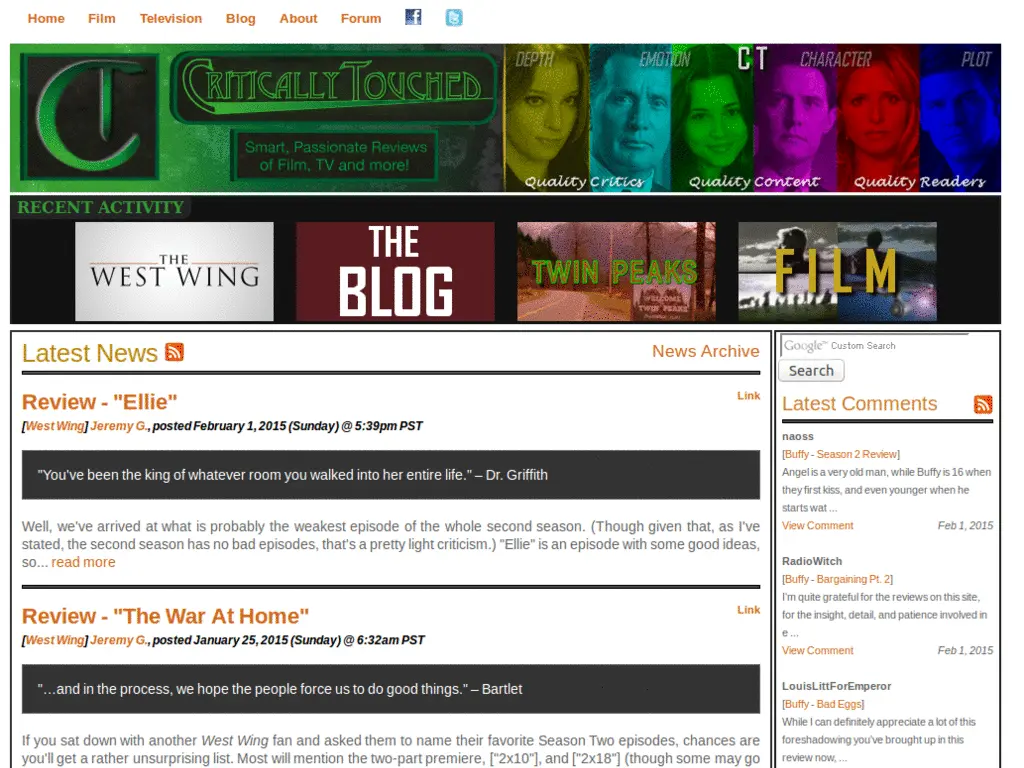 Home Film Television Blog About Forum
CT
CRITICALLY TOUCHED
Smart, Passionate Reviews
of Film, TV and more!
DEPTH EMOTION CT CHARACTER PLOT
Quality Critics Quality Content Quality Readers
RECENT ACTIVITY
THE
WEST WING
THE
BLOG
TWIN PEAKS
WELCOME
TO
TWIN PEAKS
FILM
Latest News
News Archive
Review - "Ellie"
Link
[West Wing] Jeremy G., posted February 1, 2015 (Sunday) @ 5:39pm PST
"You've been the king of whatever room you walked into her entire life." – Dr. Griffith
Well, we've arrived at what is probably the weakest episode of the whole second season. (Though given that, as I've
stated, the second season has no bad episodes, that's a pretty light criticism.) "Ellie" is an episode with some good ideas,
so... read more
Review - "The War At Home"
Link
[West Wing] Jeremy G., posted January 25, 2015 (Sunday) @ 6:32am PST
"…and in the process, we hope the people force us to do good things." – Bartlet
If you sat down with another West Wing fan and asked them to name their favorite Season Two episodes, chances are
you'll get a rather unsurprising list. Most will mention the two-part premiere, ["2x10"], and ["2x18"] (though some may go
Google™ Custom Search
Search
Latest Comments
naoss
[Buffy - Season 2 Review]
Angel is a very old man, while Buffy is 16 when
they first kiss, and even younger when he
starts wat ...
View Comment Feb 1, 2015
RadioWitch
[Buffy - Bargaining Pt. 2]
I'm quite grateful for the reviews on this site,
for the insight, detail, and patience involved in
e ...
View Comment Feb 1, 2015
LouisLittForEmperor
[Buffy - Bad Eggs]
While I can definitely appreciate a lot of this
foreshadowing you've brought up in this
review now, ...